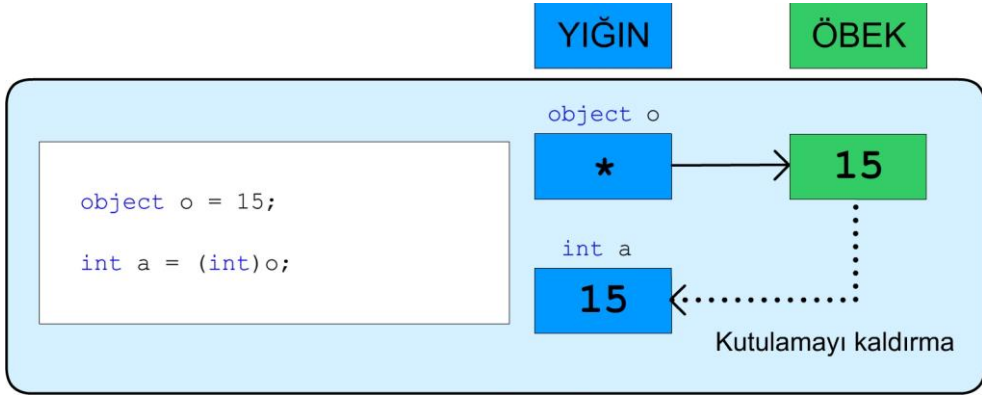 YIĞIN
ÖBEK
object o
*
15
object o = 15;
int a = (int)o;
int a
15
Kutulamayı kaldırma